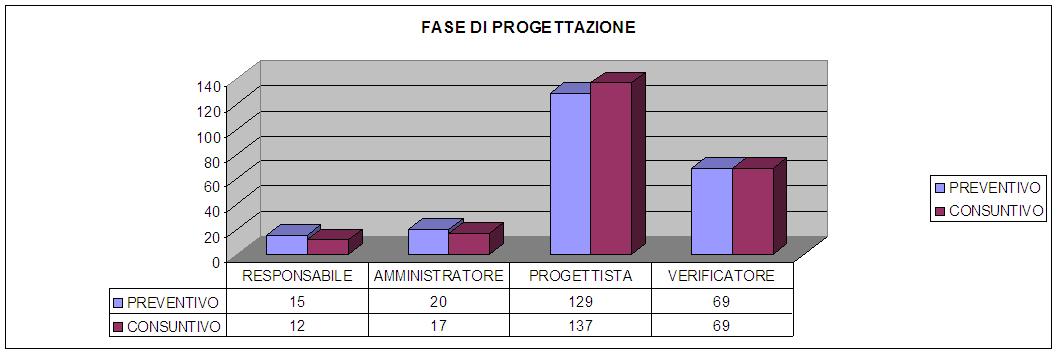 FASE DI PROGETTAZIONE
140
120
100
80
60
40
20
0
PREVENTIVO
CONSUNTIVO
RESPONSABILE AMMINISTRATORE PROGETTISTA VERIFICATORE
PREVENTIVO 15 20 129 69
CONSUNTIVO 12 17 137 69